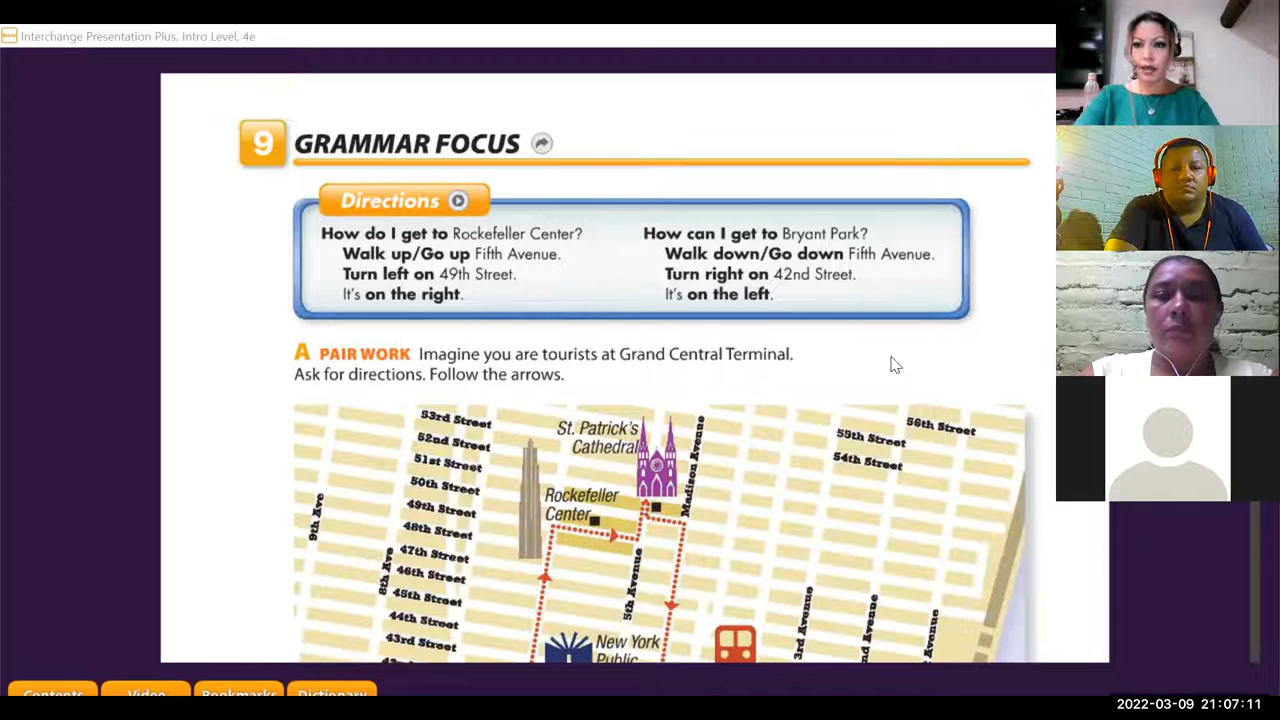 Interchange Presentation Plus, Intro Level, 4e
9 GRAMMAR FOCUS
Directions
How do I get to Rockefeller Center?
Walk up/Go up Fifth Avenue.
Turn left on 49th Street.
It's on the right.
How can I get to Bryant Park?
Walk down/Go down Fifth Avenue.
Turn right on 42nd Street.
It's on the left.
A PAIR WORK Imagine you are tourists at Grand Central Terminal.
Ask for directions. Follow the arrows.
53rd Street
52nd Street
51st Street
50th Street
49th Street
48th Street
47th Street
46th Street
45th Street
44th Street
43rd Street
9th Ave
8th Ave
St. Patrick's
Cathedral
Rockefeller
Center
Madison Avenue
5th Avenue
New York
Public
56th Street
55th Street
54th Street
3rd Avenue
Avenue
Avenue
Contents
Video
Bookmarks
Dictionary
2022-03-09 21:07:11